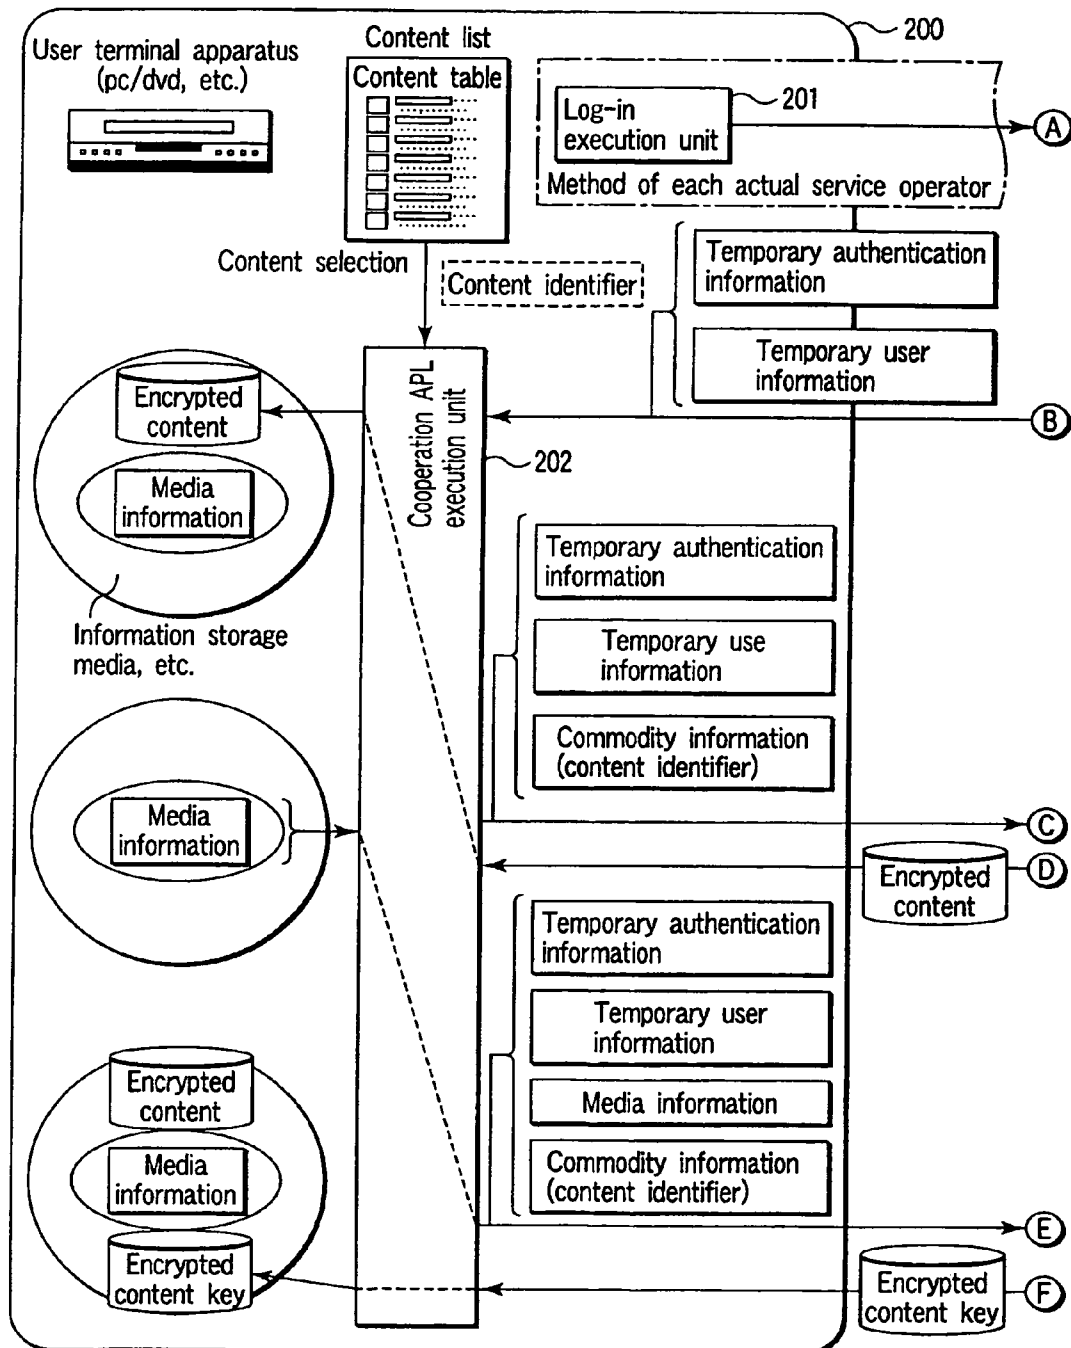 200
User terminal apparatus
(pc/dvd, etc.)
Content list
Content table
201
Log-in
execution unit
A
Method of each actual service operator
Content selection
Content identifier
Temporary authentication
information
Temporary user
information
B
Encrypted
content
Media
information
Cooperation APL
execution unit
202
Information storage
media, etc.
Temporary authentication
information
Temporary use
information
Commodity information
(content identifier)
Media
information
C
D
Encrypted
content
Temporary authentication
information
Temporary user
information
Media information
Commodity information
(content identifier)
Encrypted
content
Media
information
Encrypted
content key
E
Encrypted
content key
F